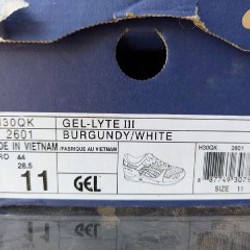 H30QK GEL-LYTE III
2601 BURGUNDY/WHITE
MADE IN VIETNAM/FABRIQUE AU VIETNAM
44
28.5
11 GEL
H30QK 2601
SIZE 11